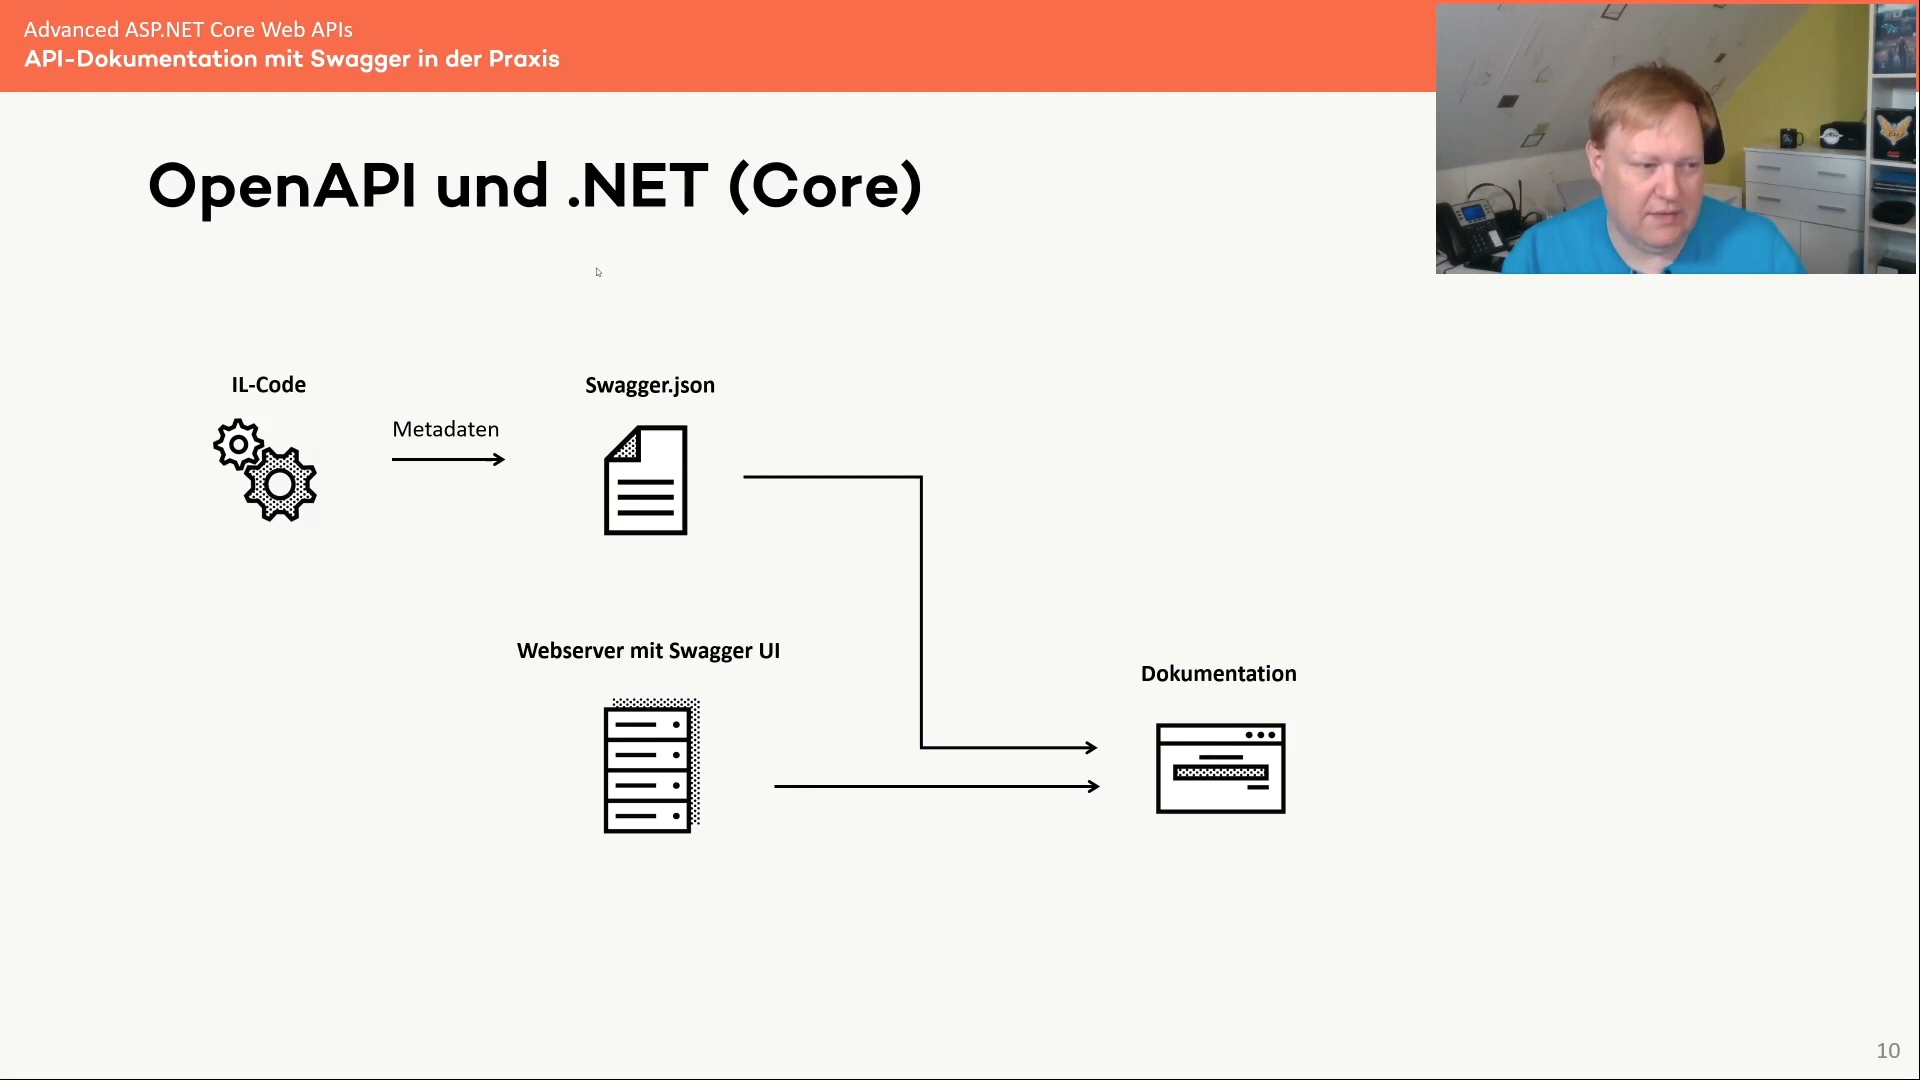 Advanced ASP.NET Core Web APIs
API-Dokumentation mit Swagger in der Praxis
OpenAPI und .NET (Core)
IL-Code
Metadaten
Swagger.json
Webserver mit Swagger UI
Dokumentation
10